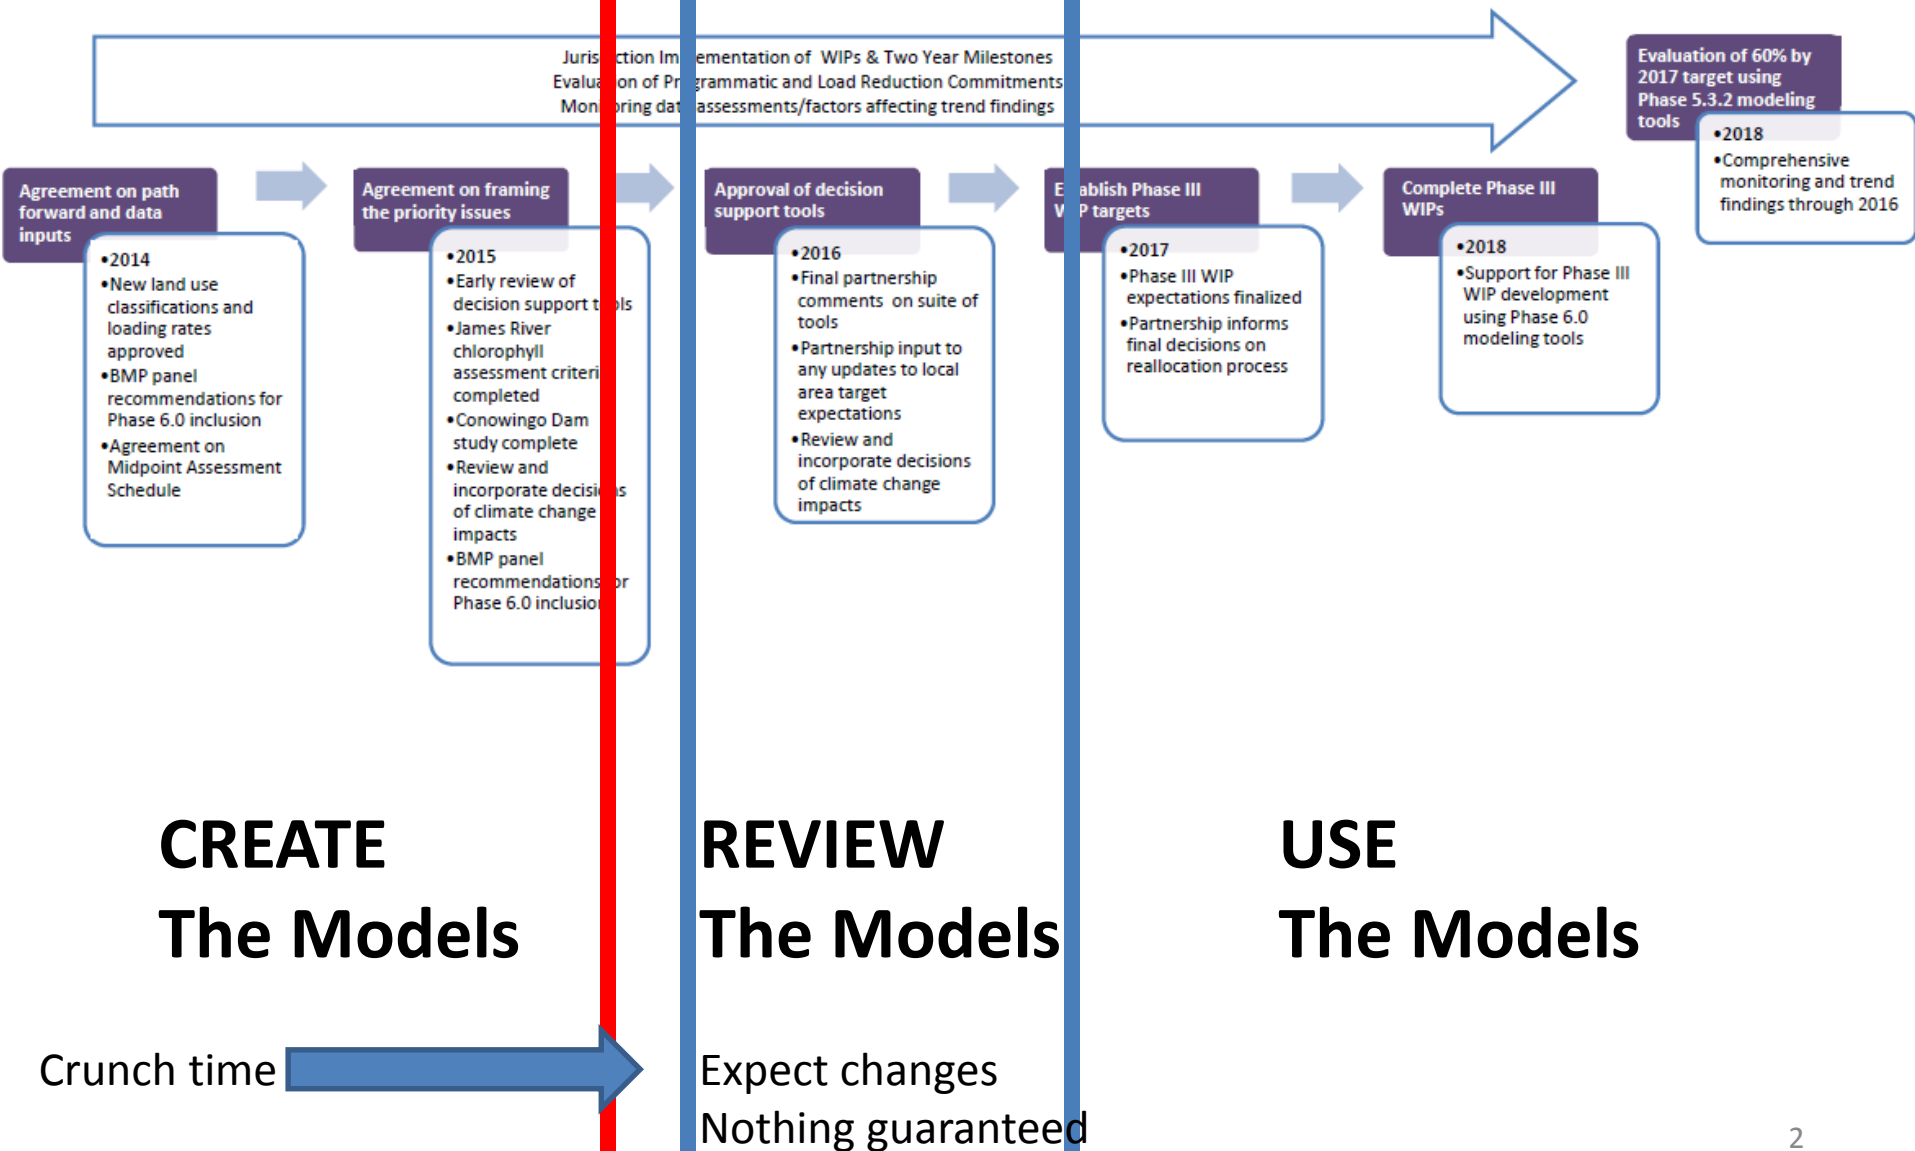 Juris ction Im ementation of WIPs & Two Year Milestones
Evalua on of Pr grammatic and Load Reduction Commitments
Mon oring dat assessments/factors affecting trend findings
Evaluation of 60% by
2017 target using
Phase 5.3.2 modeling
tools
•2018
•Comprehensive
monitoring and trend
findings through 2016
Agreement on path
forward and data
inputs
•2014
•New land use
classifications and
loading rates
approved
•BMP panel
recommendations for
Phase 6.0 inclusion
•Agreement on
Midpoint Assessment
Schedule
Agreement on framing
the priority issues
•2015
•Early review of
decision support t ls
•James River
chlorophyll
assessment criteri
completed
•Conowingo Dam
study complete
•Review and
incorporate decisi s
of climate change
impacts
•BMP panel
recommendations or
Phase 6.0 inclusion
Approval of decision
support tools
•2016
•Final partnership
comments on suite of
tools
•Partnership input to
any updates to local
area target
expectations
•Review and
incorporate decisions
of climate change
impacts
E ablish Phase III
W P targets
•2017
•Phase III WIP
expectations finalized
•Partnership informs
final decisions on
reallocation process
Complete Phase III
WIPs
•2018
•Support for Phase III
WIP development
using Phase 6.0
modeling tools
CREATE
The Models
REVIEW
The Models
USE
The Models
Crunch time
Expect changes
Nothing guaranteed
2